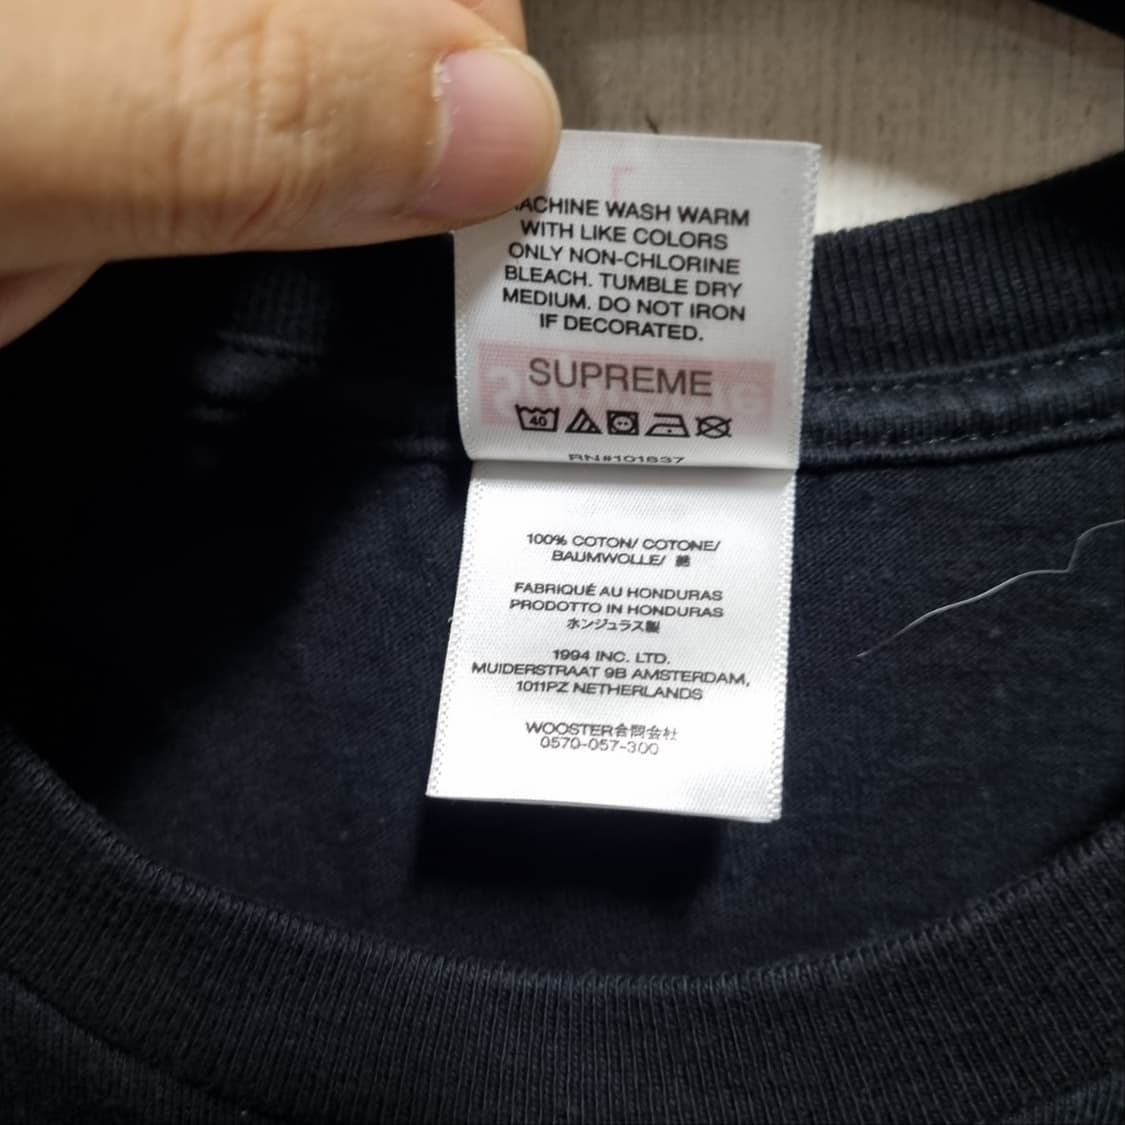 ACHINE WASH WARM
WITH LIKE COLORS
ONLY NON-CHLORINE
BLEACH. TUMBLE DRY
MEDIUM. DO NOT IRON
IF DECORATED.
SUPREME
40
RN#101837
100% COTON/ COTONE/
BAUMWOLLE/ 綿
FABRIQUÉ AU HONDURAS
PRODOTTO IN HONDURAS
ホンジュラス製
1994 INC. LTD.
MUIDERSTRAAT 9B AMSTERDAM,
1011PZ NETHERLANDS
WOOSTER合同会社
0570-057-300